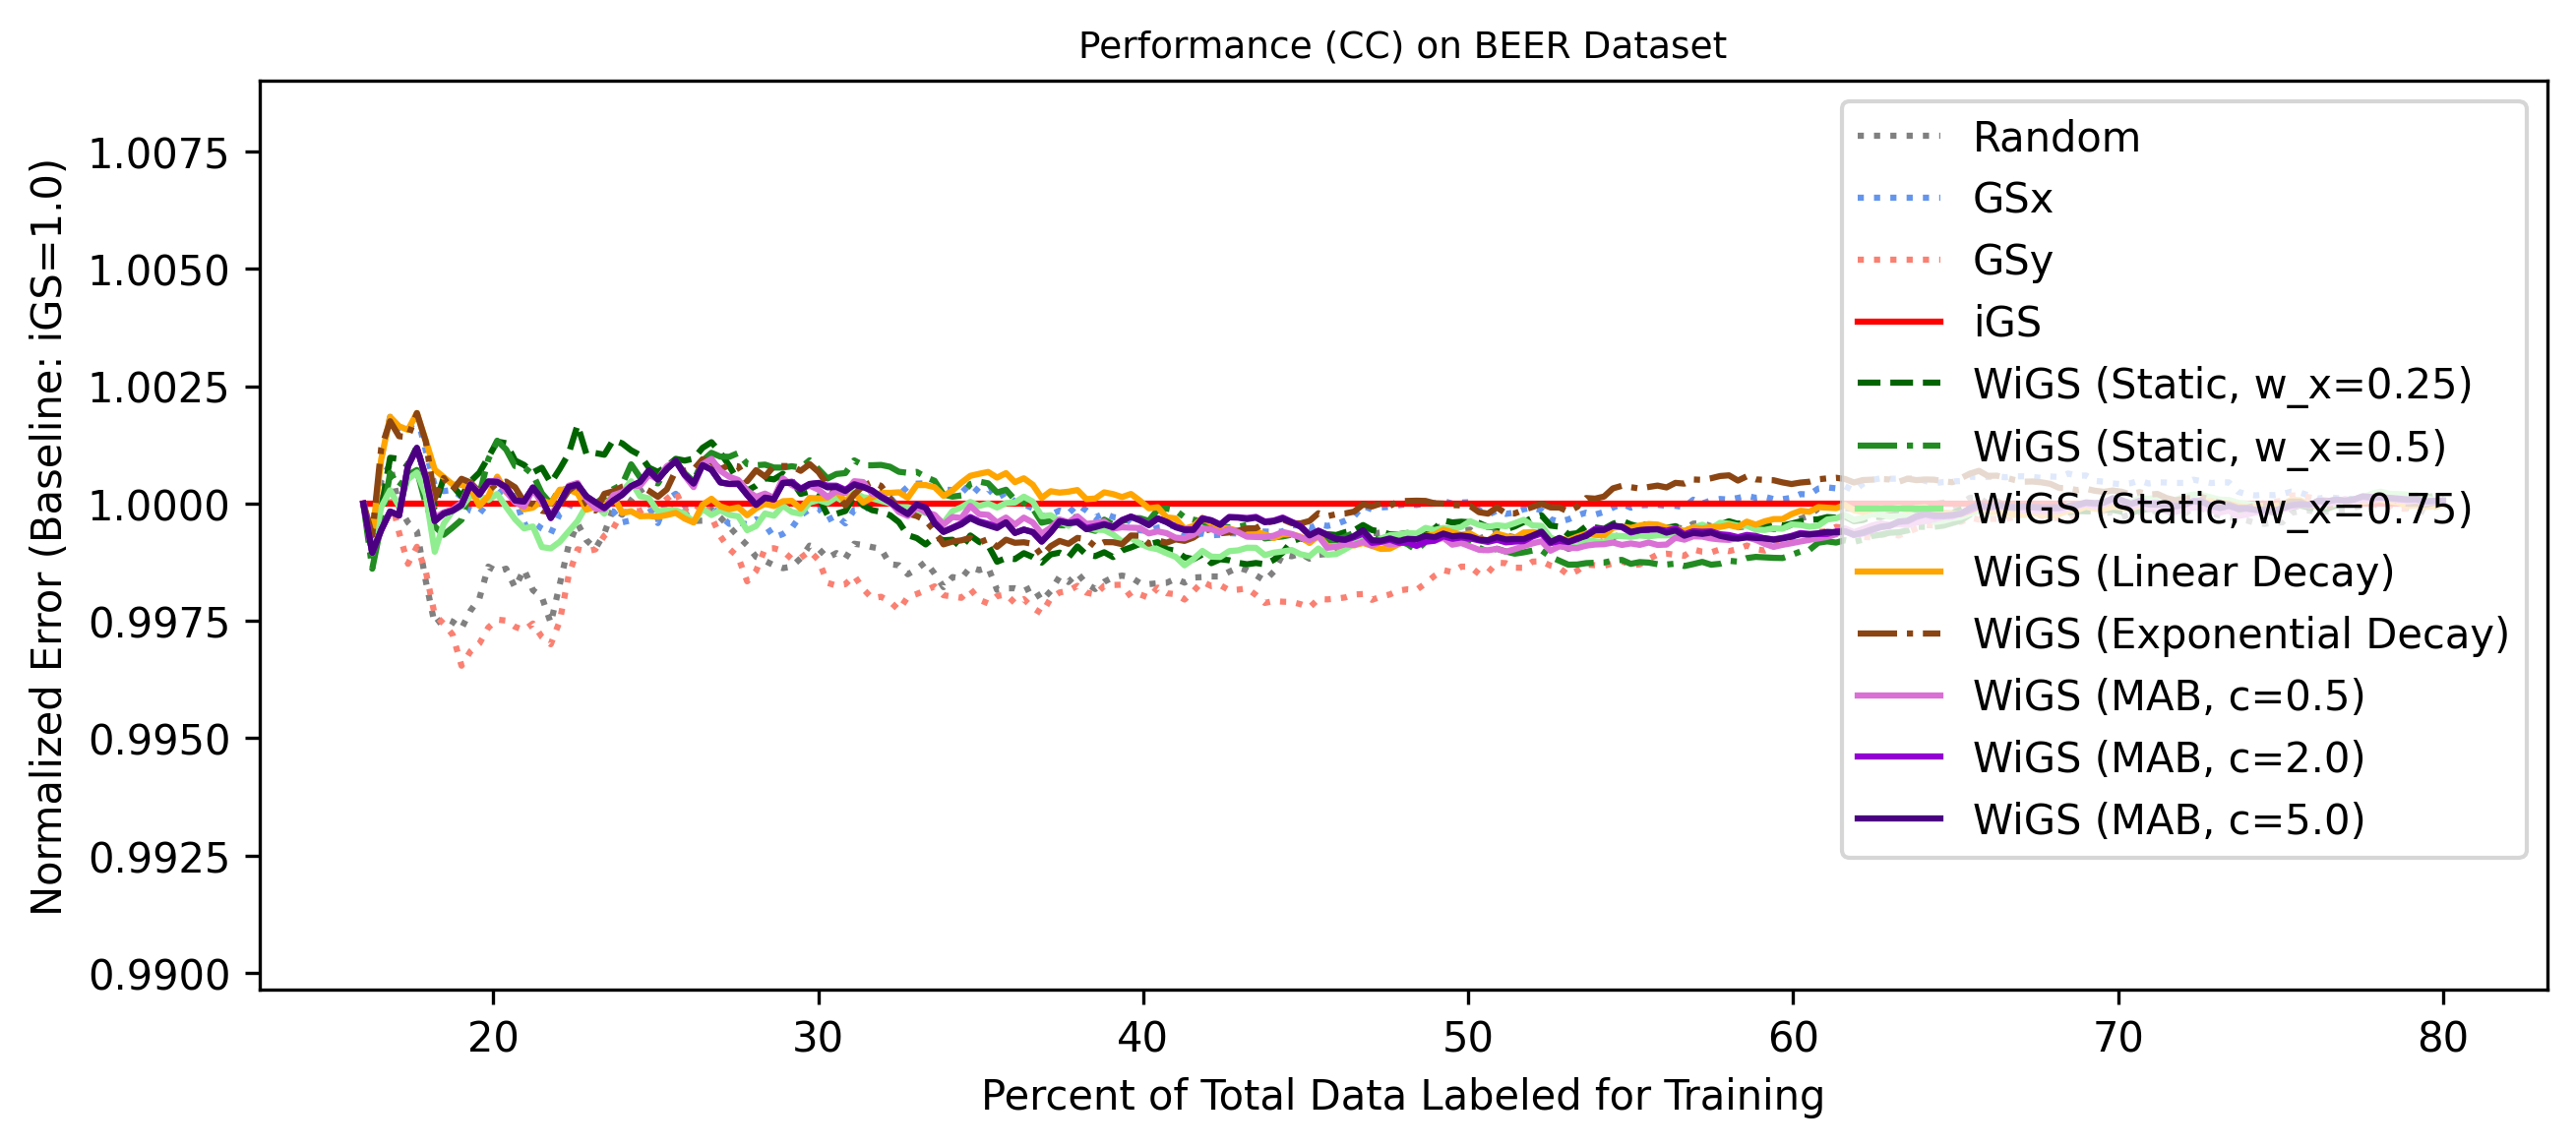 Performance (CC) on BEER Dataset
Normalized Error (Baseline: iGS=1.0)
1.0075
1.0050
1.0025
1.0000
0.9975
0.9950
0.9925
0.9900
Random
GSx
GSy
iGS
WiGS (Static, w_x=0.25)
WiGS (Static, w_x=0.5)
WiGS (Static, w_x=0.75)
WiGS (Linear Decay)
WiGS (Exponential Decay)
WiGS (MAB, c=0.5)
WiGS (MAB, c=2.0)
WiGS (MAB, c=5.0)
20 30 40 50 60 70 80
Percent of Total Data Labeled for Training